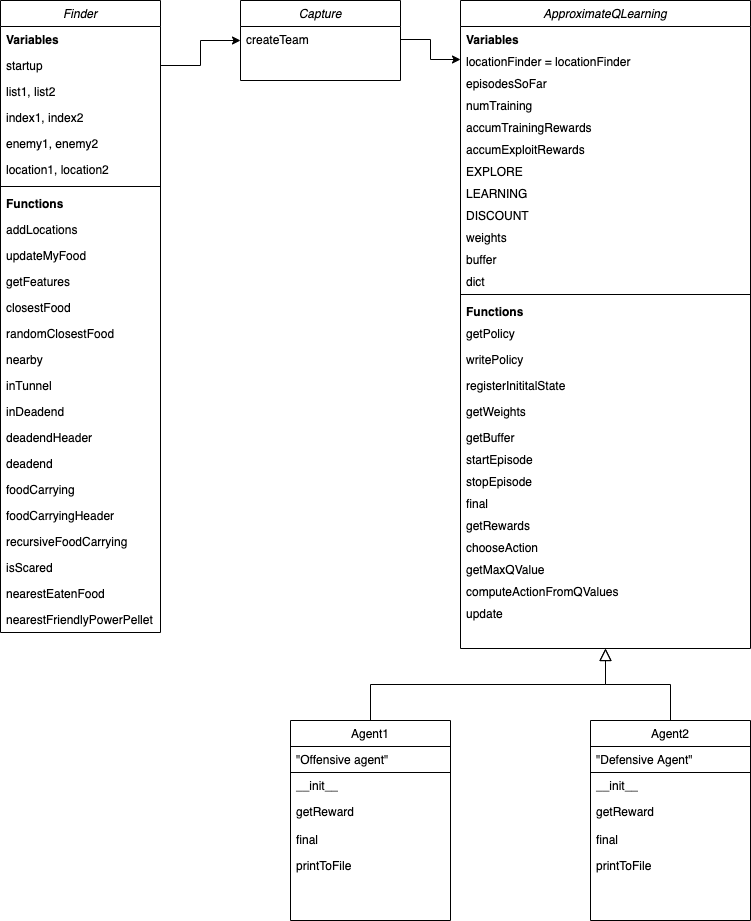 Finder
Variables
startup
list1, list2
index1, index2
enemy1, enemy2
location1, location2
Functions
addLocations
updateMyFood
getFeatures
closestFood
randomClosestFood
nearby
inTunnel
inDeadend
deadendHeader
deadend
foodCarrying
foodCarryingHeader
recursiveFoodCarrying
isScared
nearestEatenFood
nearestFriendlyPowerPellet
Capture
createTeam
ApproximateQLearning
Variables
locationFinder = locationFinder
episodesSoFar
numTraining
accumTrainingRewards
accumExploitRewards
EXPLORE
LEARNING
DISCOUNT
weights
buffer
dict
Functions
getPolicy
writePolicy
registerInititalState
getWeights
getBuffer
startEpisode
stopEpisode
final
getRewards
chooseAction
getMaxQValue
computeActionFromQValues
update
Agent1
"Offensive agent"
__init__
getReward
final
printToFile
Agent2
"Defensive Agent"
__init__
getReward
final
printToFile